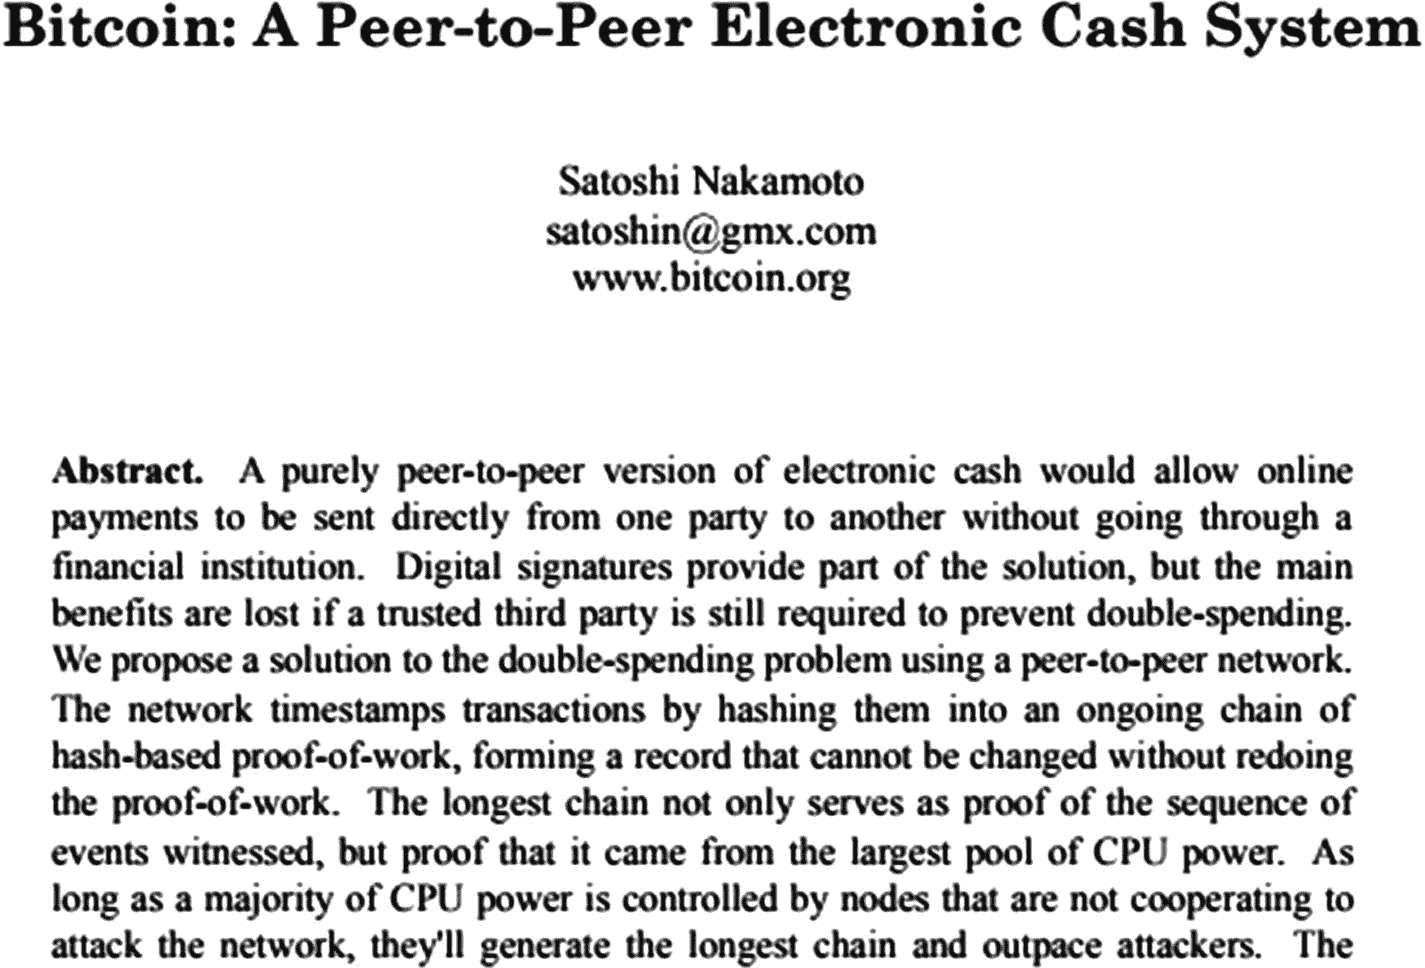 Bitcoin: A Peer-to-Peer Electronic Cash System
Satoshi Nakamoto
satoshin@gmx.com
www.bitcoin.org
Abstract. A purely peer-to-peer version of electronic cash would allow online
payments to be sent directly from one party to another without going through a
financial institution. Digital signatures provide part of the solution, but the main
benefits are lost if a trusted third party is still required to prevent double-spending.
We propose a solution to the double-spending problem using a peer-to-peer network.
The network timestamps transactions by hashing them into an ongoing chain of
hash-based proof-of-work, forming a record that cannot be changed without redoing
the proof-of-work. The longest chain not only serves as proof of the sequence of
events witnessed, but proof that it came from the largest pool of CPU power. As
long as a majority of CPU power is controlled by nodes that are not cooperating to
attack the network, they'll generate the longest chain and outpace attackers. The